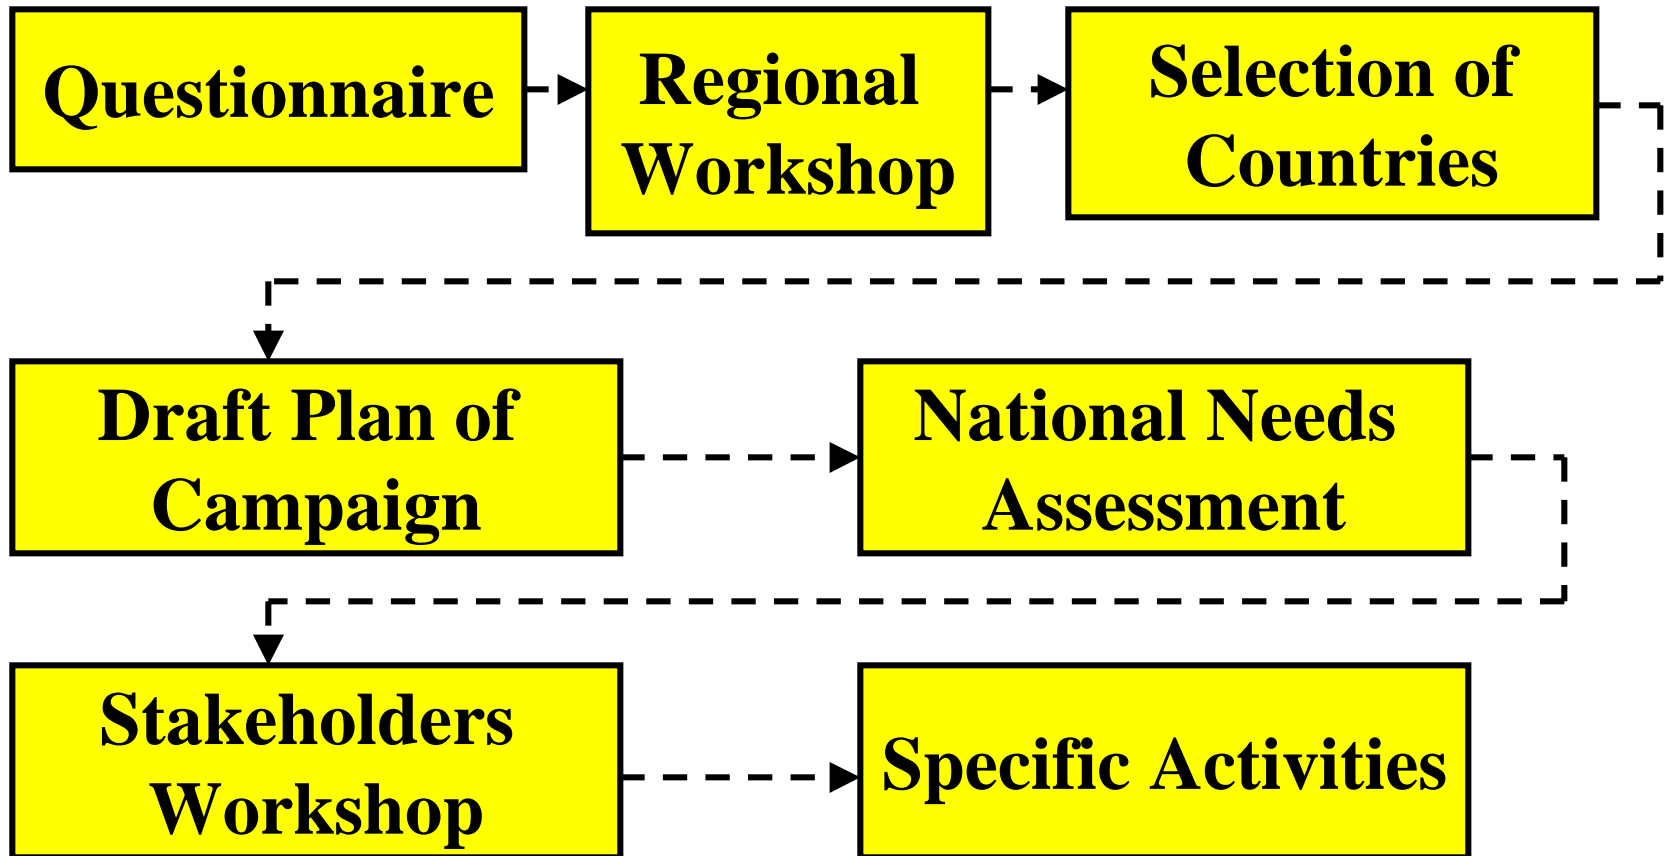 Questionnaire
Regional
Workshop
Selection of
Countries
Draft Plan of
Campaign
National Needs
Assessment
Stakeholders
Workshop
Specific Activities